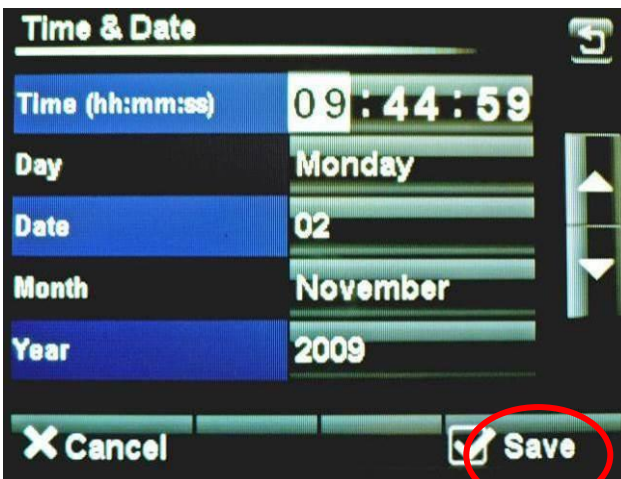 Time & Date
Time (hh:mm:ss) 09:44:59
Day Monday
Date 02
Month November
Year 2009
Cancel Save